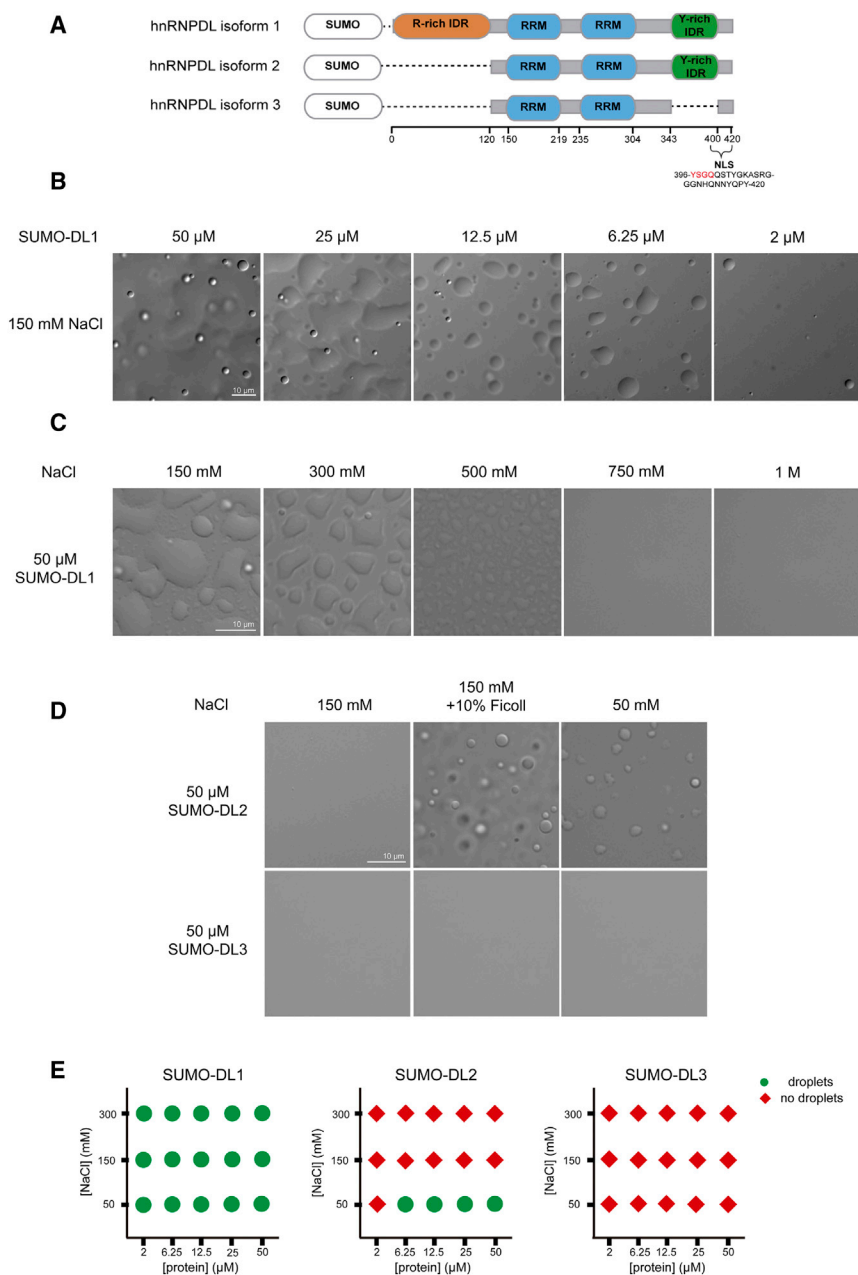 A
hnRNPDL isoform 1
SUMO
R-rich IDR
RRM
RRM
Y-rich
IDR
hnRNPDL isoform 2
SUMO
RRM
RRM
Y-rich
IDR
hnRNPDL isoform 3
SUMO
RRM
RRM
0 120 150 219 235 304 343 400 420
NLS
396-YSGQQSTYGKASRG-
GGNHQNNYQPY-420
B
SUMO-DL1 50 µM 25 µM 12.5 µM 6.25 µM 2 µM
150 mM NaCl
10 µm
C
NaCl 150 mM 300 mM 500 mM 750 mM 1 M
50 µM
SUMO-DL1
10 µm
D
NaCl 150 mM
150 mM
+10% Ficoll
50 mM
50 µM
SUMO-DL2
10 µm
50 µM
SUMO-DL3
E
SUMO-DL1
[NaCl] (mM)
300
150
50
2 6.25 12.5 25 50
[protein] (µM)
SUMO-DL2
[NaCl] (mM)
300
150
50
2 6.25 12.5 25 50
[protein] (µM)
SUMO-DL3
[NaCl] (mM)
300
150
50
2 6.25 12.5 25 50
[protein] (µM)
droplets
no droplets